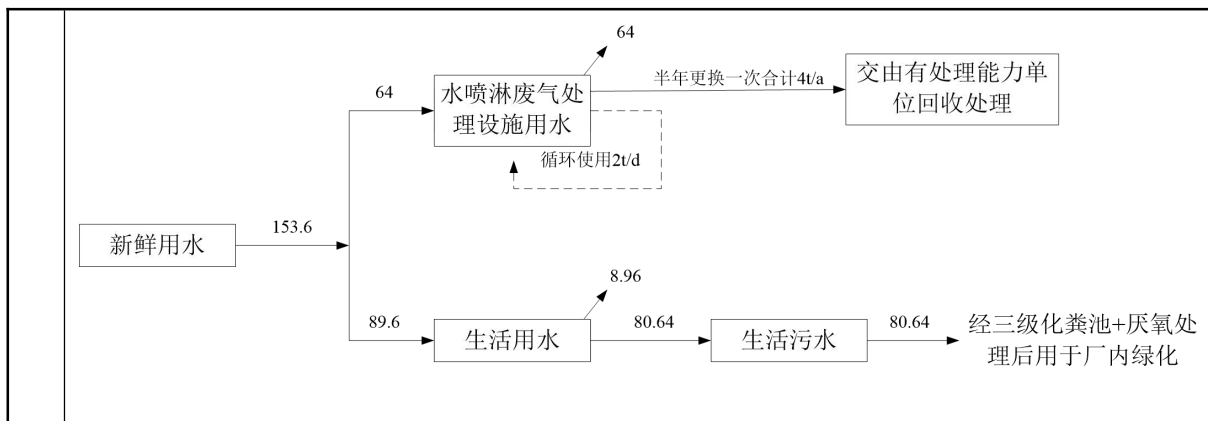 64
半年更换一次合计4t/a
交由有处理能力单
位回收处理
64
水喷淋废气处
理设施用水
循环使用2t/d
新鲜用水
153.6
8.96
89.6
生活用水
80.64
生活污水
80.64
经三级化粪池+厌氧处
理后用于厂内绿化